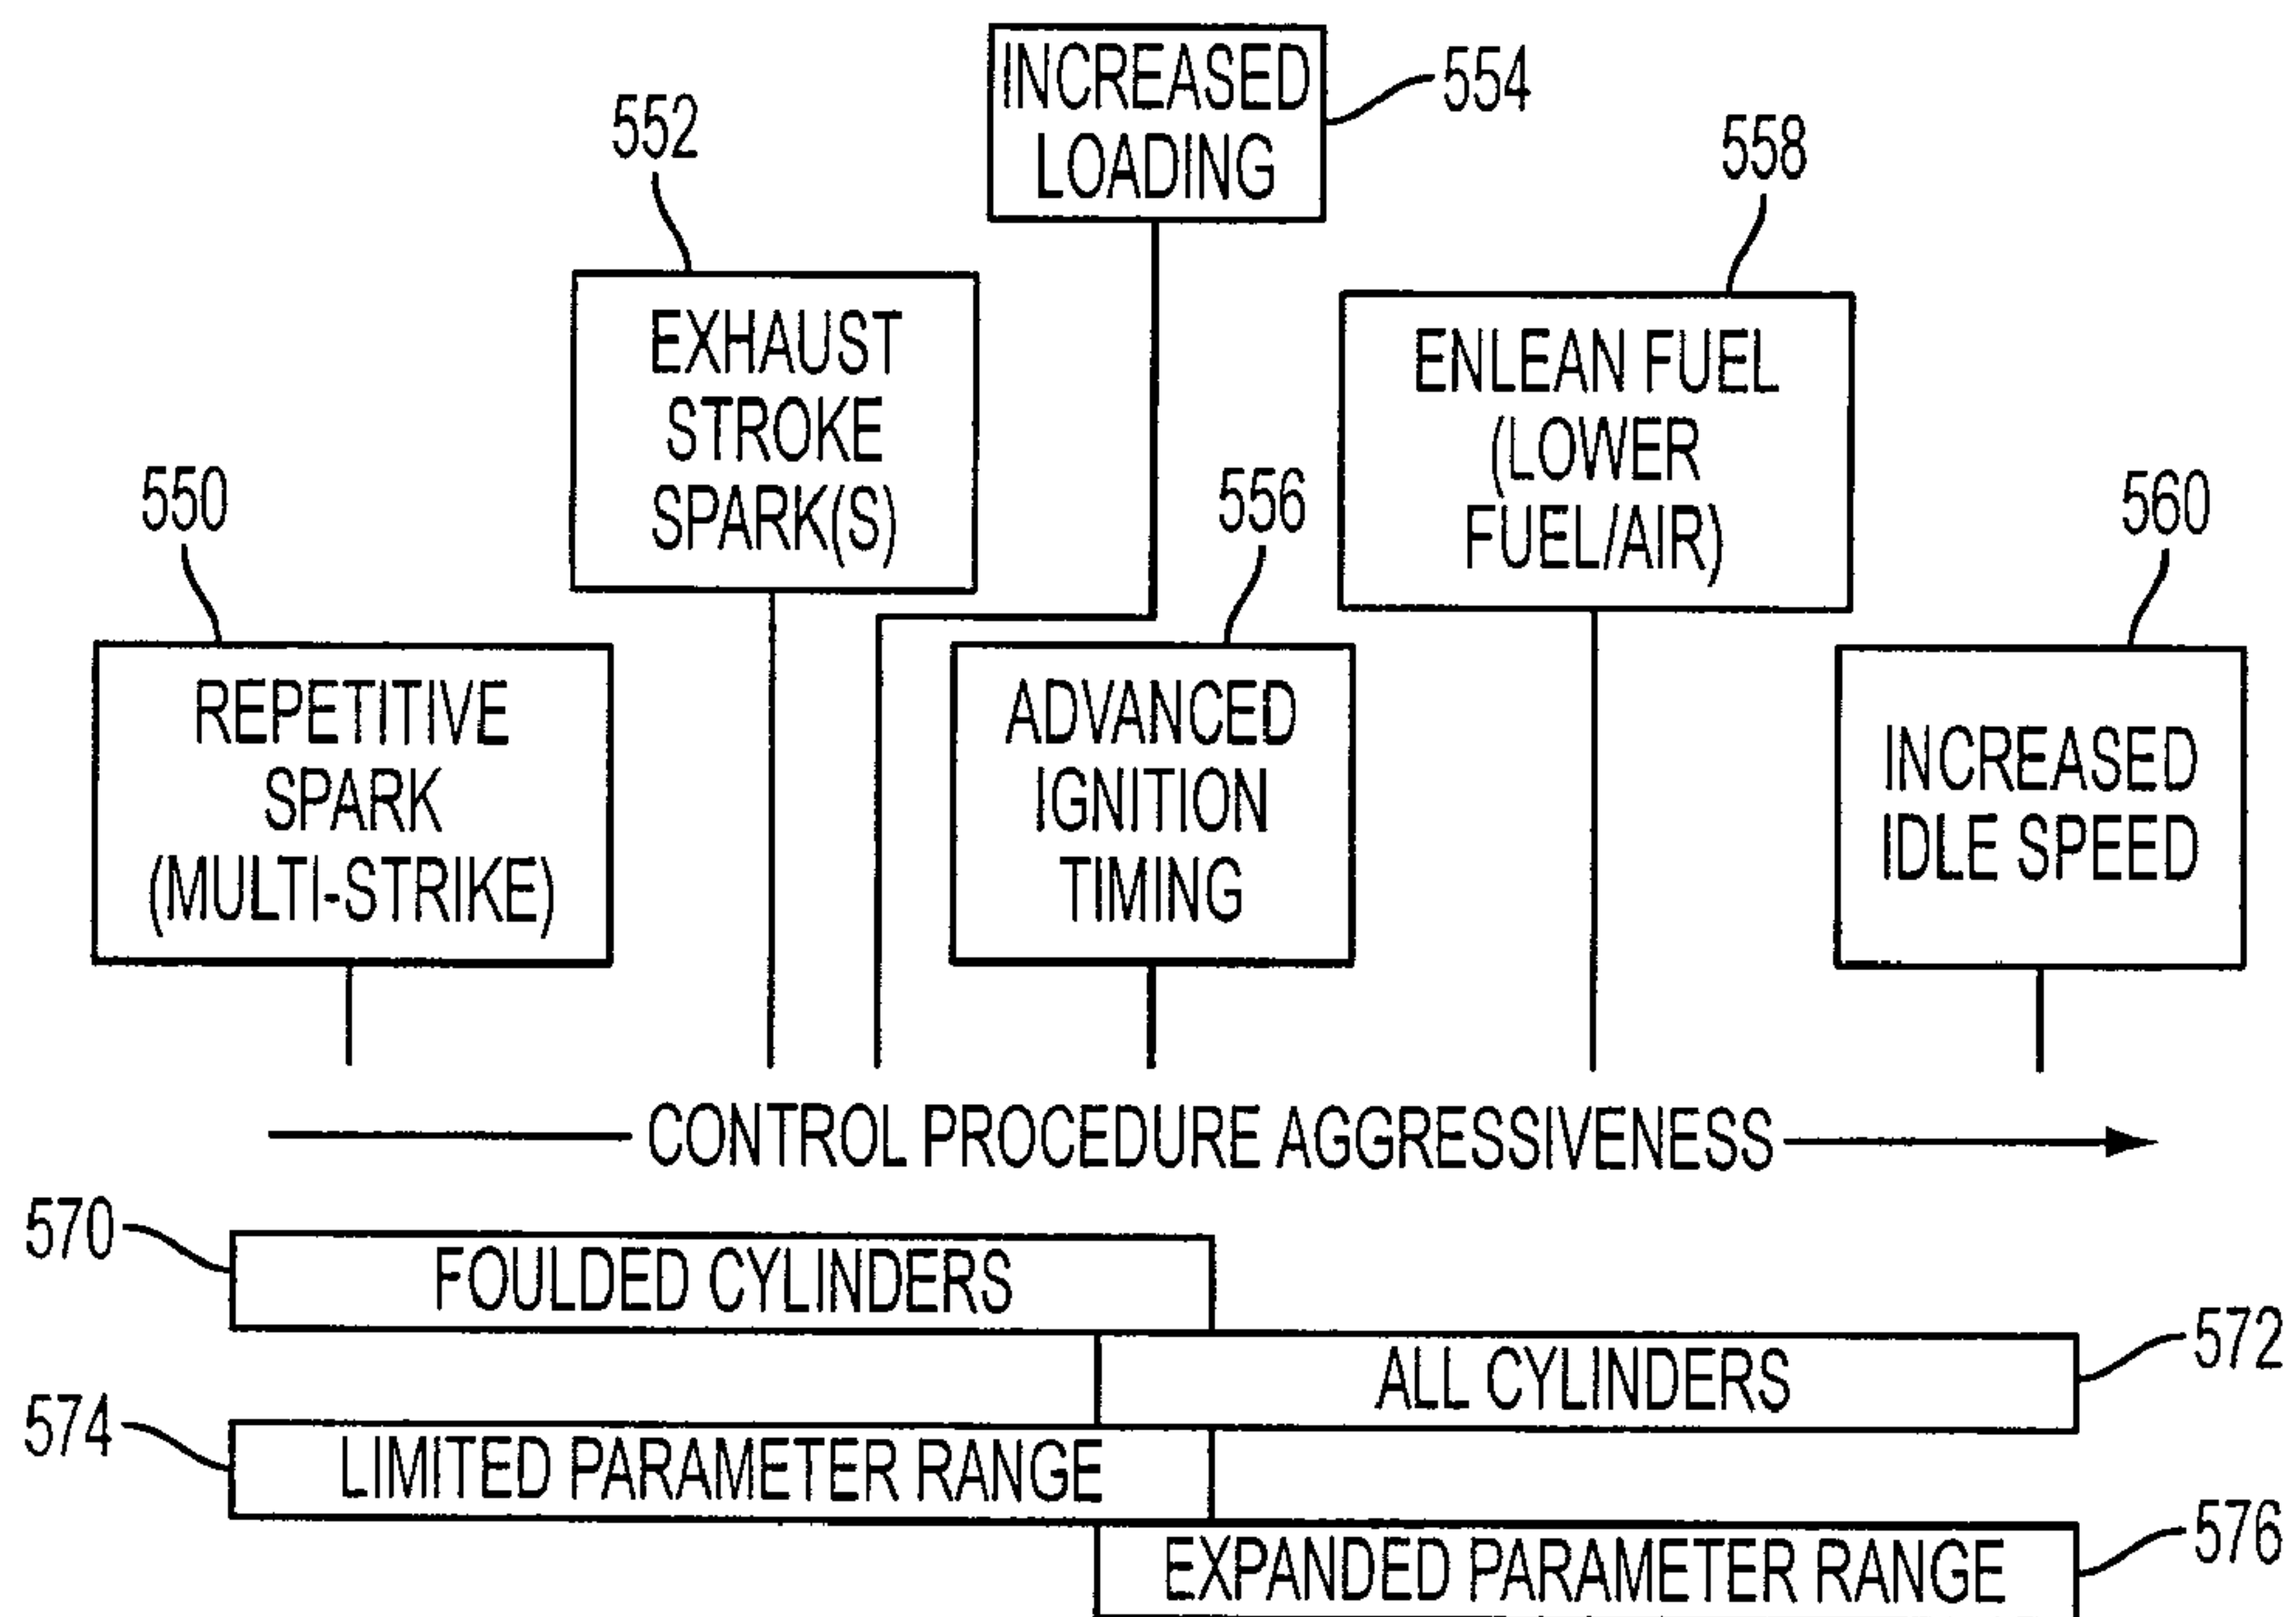 554
INCREASED
LOADING
552
EXHAUST
STROKE
SPARK(S)
558
ENLEAN FUEL
(LOWER
FUEL/AIR)
550
REPETITIVE
SPARK
(MULTI-STRIKE)
556
ADVANCED
IGNITION
TIMING
560
INCREASED
IDLE SPEED
CONTROL PROCEDURE AGGRESSIVENESS
570
FOULDED CYLINDERS
ALL CYLINDERS
572
574
LIMITED PARAMETER RANGE
EXPANDED PARAMETER RANGE
576